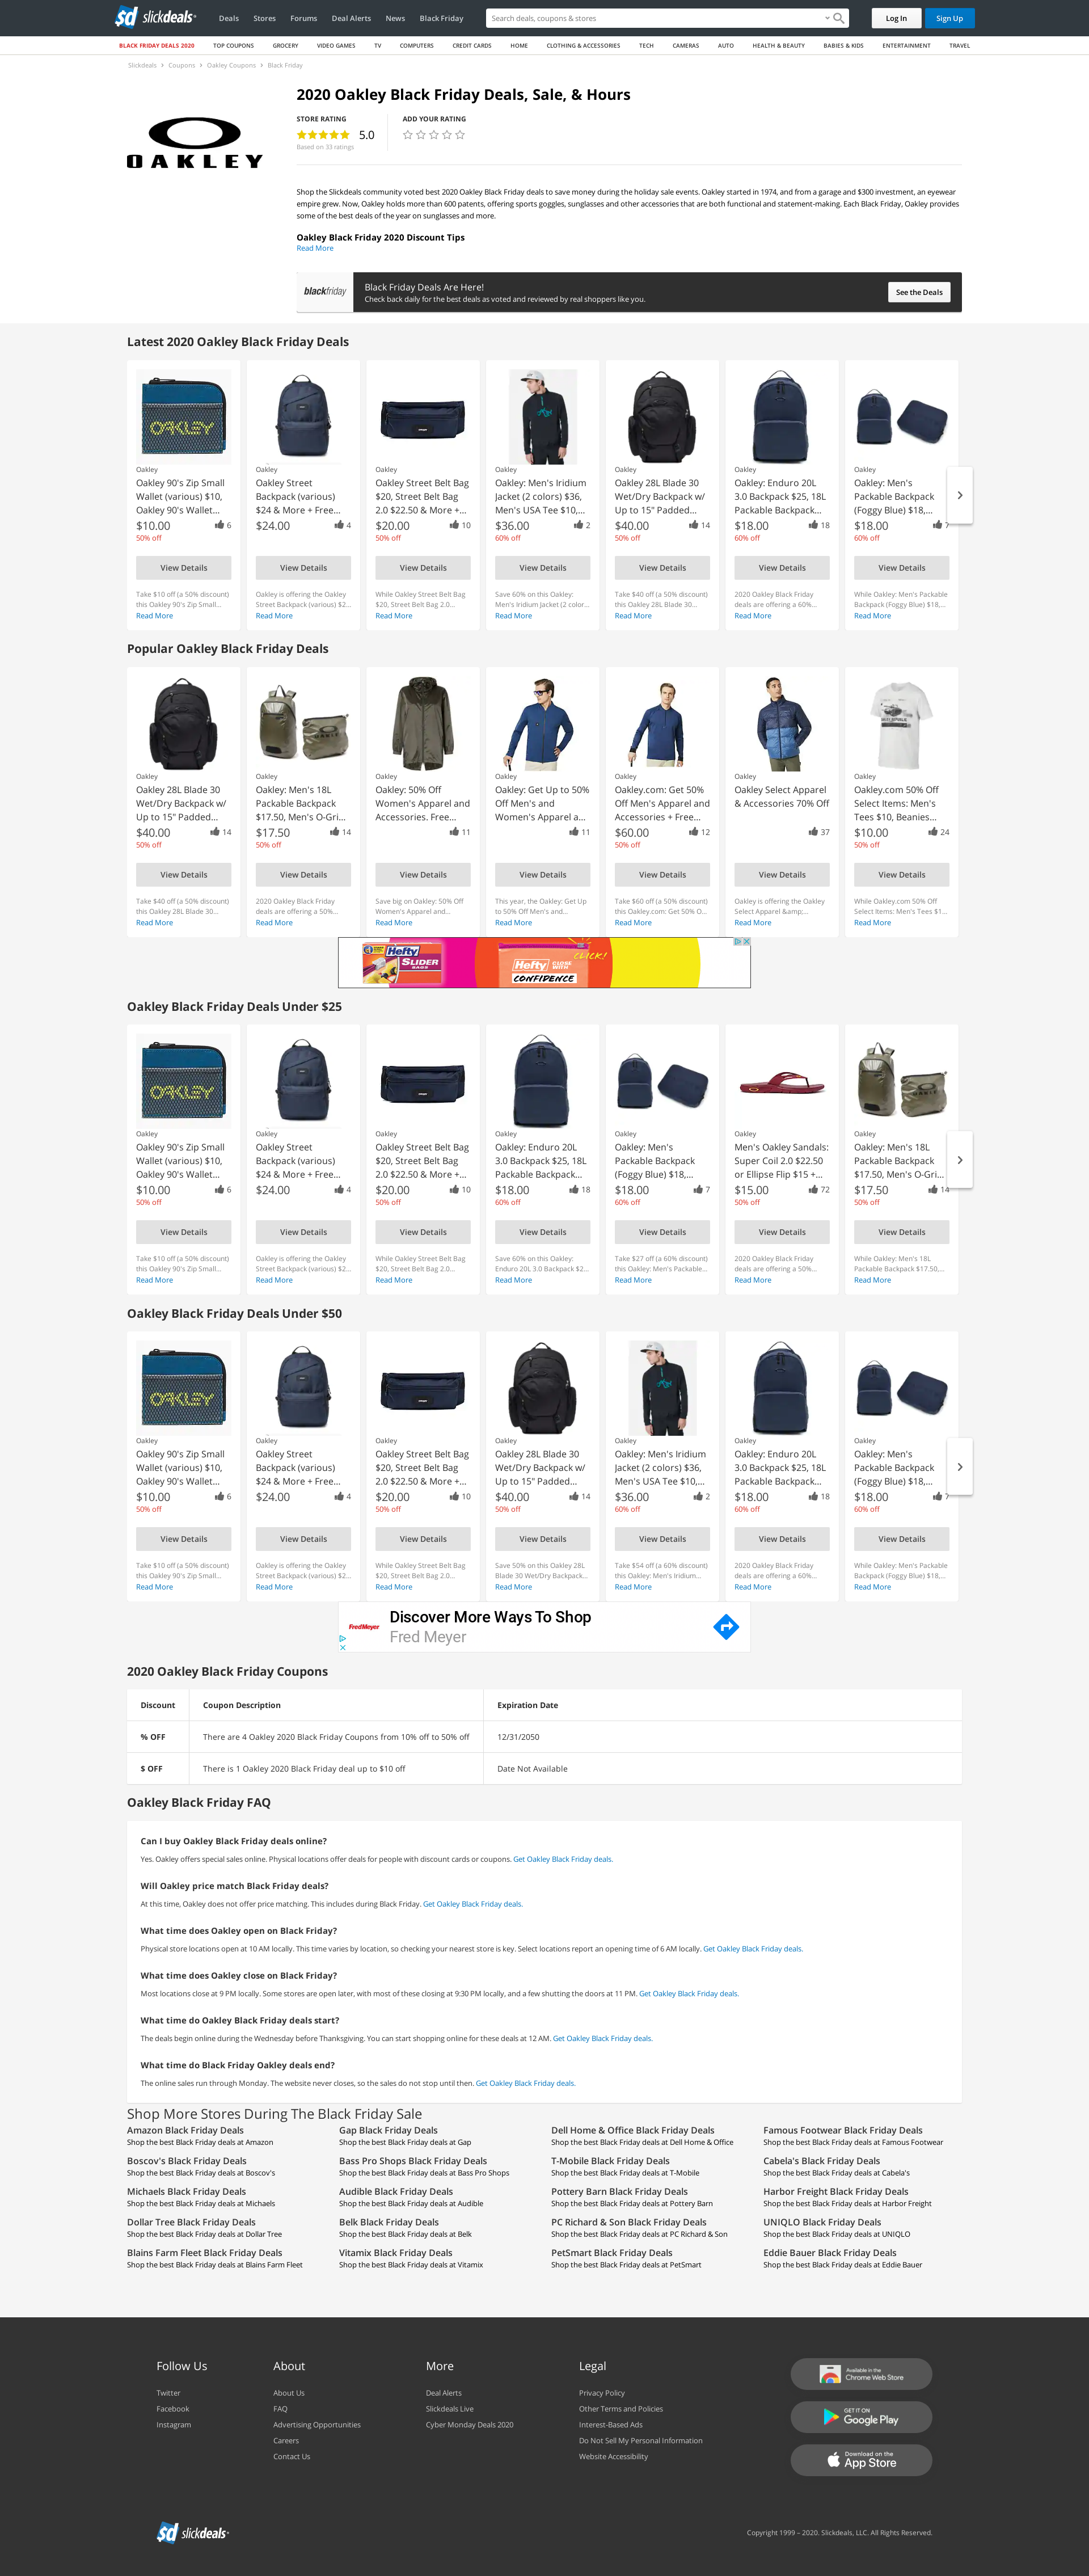 sd slickdeals
Deals Stores Forums Deal Alerts News Black Friday
Search deals, coupons & stores
Log In Sign Up
BLACK FRIDAY DEALS 2020 TOP COUPONS GROCERY VIDEO GAMES TV COMPUTERS CREDIT CARDS HOME CLOTHING & ACCESSORIES TECH CAMERAS AUTO HEALTH & BEAUTY BABIES & KIDS ENTERTAINMENT TRAVEL
Slickdeals > Coupons > Oakley Coupons > Black Friday
OAKLEY
2020 Oakley Black Friday Deals, Sale, & Hours
STORE RATING
5.0
Based on 33 ratings
ADD YOUR RATING
Shop the Slickdeals community voted best 2020 Oakley Black Friday deals to save money during the holiday sale events. Oakley started in 1974, and from a garage and $300 investment, an eyewear
empire grew. Now, Oakley holds more than 600 patents, offering sports goggles, sunglasses and other accessories that are both functional and statement-making. Each Black Friday, Oakley provides
some of the best deals of the year on sunglasses and more.
Oakley Black Friday 2020 Discount Tips
Read More
blackfriday
Black Friday Deals Are Here!
Check back daily for the best deals as voted and reviewed by real shoppers like you.
See the Deals
Latest 2020 Oakley Black Friday Deals
Oakley
Oakley 90's Zip Small
Wallet (various) $10,
Oakley 90's Wallet...
$10.00 6
50% off
View Details
Take $10 off (a 50% discount)
this Oakley 90's Zip Small...
Read More
Oakley
Oakley Street
Backpack (various)
$24 & More + Free...
$24.00 4
View Details
Oakley is offering the Oakley
Street Backpack (various) $2...
Read More
Oakley
Oakley Street Belt Bag
$20, Street Belt Bag
2.0 $22.50 & More +...
$20.00 10
50% off
View Details
While Oakley Street Belt Bag
$20, Street Belt Bag 2.0...
Read More
Oakley
Oakley: Men's Iridium
Jacket (2 colors) $36,
Men's USA Tee $10,...
$36.00 2
60% off
View Details
Save 60% on this Oakley:
Men's Iridium Jacket (2 color...
Read More
Oakley
Oakley 28L Blade 30
Wet/Dry Backpack w/
Up to 15" Padded...
$40.00 14
50% off
View Details
Take $40 off (a 50% discount)
this Oakley 28L Blade 30...
Read More
Oakley
Oakley: Enduro 20L
3.0 Backpack $25, 18L
Packable Backpack...
$18.00 18
60% off
View Details
2020 Oakley Black Friday
deals are offering a 60%...
Read More
Oakley
Oakley: Men's
Packable Backpack
(Foggy Blue) $18,...
$18.00 7
60% off
View Details
While Oakley: Men's Packable
Backpack (Foggy Blue) $18,...
Read More
Popular Oakley Black Friday Deals
Oakley
Oakley 28L Blade 30
Wet/Dry Backpack w/
Up to 15" Padded...
$40.00 14
50% off
View Details
Take $40 off (a 50% discount)
this Oakley 28L Blade 30...
Read More
Oakley
Oakley: Men's 18L
Packable Backpack
$17.50, Men's O-Gri...
$17.50 14
50% off
View Details
2020 Oakley Black Friday
deals are offering a 50%...
Read More
Oakley
Oakley: 50% Off
Women's Apparel and
Accessories. Free...
11
View Details
Save big on Oakley: 50% Off
Women's Apparel and...
Read More
Oakley
Oakley: Get Up to 50%
Off Men's and
Women's Apparel a...
11
View Details
This year, the Oakley: Get Up
to 50% Off Men's and...
Read More
Oakley
Oakley.com: Get 50%
Off Men's Apparel and
Accessories + Free...
$60.00 12
50% off
View Details
Take $60 off (a 50% discount)
this Oakley.com: Get 50% O...
Read More
Oakley
Oakley Select Apparel
& Accessories 70% Off
37
View Details
Oakley is offering the Oakley
Select Apparel &amp;...
Read More
Oakley
Oakley.com 50% Off
Select Items: Men's
Tees $10, Beanies...
$10.00 24
50% off
View Details
While Oakley.com 50% Off
Select Items: Men's Tees $1...
Read More
Hefty SLIDER BAGS
Hefty CLOSE WITH CONFIDENCE
CLICK!
Oakley Black Friday Deals Under $25
Oakley
Oakley 90's Zip Small
Wallet (various) $10,
Oakley 90's Wallet...
$10.00 6
50% off
View Details
Take $10 off (a 50% discount)
this Oakley 90's Zip Small...
Read More
Oakley
Oakley Street
Backpack (various)
$24 & More + Free...
$24.00 4
View Details
Oakley is offering the Oakley
Street Backpack (various) $2...
Read More
Oakley
Oakley Street Belt Bag
$20, Street Belt Bag
2.0 $22.50 & More +...
$20.00 10
50% off
View Details
While Oakley Street Belt Bag
$20, Street Belt Bag 2.0...
Read More
Oakley
Oakley: Enduro 20L
3.0 Backpack $25, 18L
Packable Backpack...
$18.00 18
60% off
View Details
Save 60% on this Oakley:
Enduro 20L 3.0 Backpack $2...
Read More
Oakley
Oakley: Men's
Packable Backpack
(Foggy Blue) $18,...
$18.00 7
60% off
View Details
Take $27 off (a 60% discount)
this Oakley: Men's Packable...
Read More
Oakley
Men's Oakley Sandals:
Super Coil 2.0 $22.50
or Ellipse Flip $15 +...
$15.00 72
50% off
View Details
2020 Oakley Black Friday
deals are offering a 50%...
Read More
Oakley
Oakley: Men's 18L
Packable Backpack
$17.50, Men's O-Gri...
$17.50 14
50% off
View Details
While Oakley: Men's 18L
Packable Backpack $17.50,...
Read More
Oakley Black Friday Deals Under $50
Oakley
Oakley 90's Zip Small
Wallet (various) $10,
Oakley 90's Wallet...
$10.00 6
50% off
View Details
Take $10 off (a 50% discount)
this Oakley 90's Zip Small...
Read More
Oakley
Oakley Street
Backpack (various)
$24 & More + Free...
$24.00 4
View Details
Oakley is offering the Oakley
Street Backpack (various) $2...
Read More
Oakley
Oakley Street Belt Bag
$20, Street Belt Bag
2.0 $22.50 & More +...
$20.00 10
50% off
View Details
While Oakley Street Belt Bag
$20, Street Belt Bag 2.0...
Read More
Oakley
Oakley 28L Blade 30
Wet/Dry Backpack w/
Up to 15" Padded...
$40.00 14
50% off
View Details
Save 50% on this Oakley 28L
Blade 30 Wet/Dry Backpack...
Read More
Oakley
Oakley: Men's Iridium
Jacket (2 colors) $36,
Men's USA Tee $10,...
$36.00 2
60% off
View Details
Take $54 off (a 60% discount)
this Oakley: Men's Iridium...
Read More
Oakley
Oakley: Enduro 20L
3.0 Backpack $25, 18L
Packable Backpack...
$18.00 18
60% off
View Details
2020 Oakley Black Friday
deals are offering a 60%...
Read More
Oakley
Oakley: Men's
Packable Backpack
(Foggy Blue) $18,...
$18.00 7
60% off
View Details
While Oakley: Men's Packable
Backpack (Foggy Blue) $18,...
Read More
Fred Meyer
Discover More Ways To Shop
Fred Meyer
2020 Oakley Black Friday Coupons
Discount Coupon Description Expiration Date
% OFF There are 4 Oakley 2020 Black Friday Coupons from 10% off to 50% off 12/31/2050
$ OFF There is 1 Oakley 2020 Black Friday deal up to $10 off Date Not Available
Oakley Black Friday FAQ
Can I buy Oakley Black Friday deals online?
Yes. Oakley offers special sales online. Physical locations offer deals for people with discount cards or coupons. Get Oakley Black Friday deals.
Will Oakley price match Black Friday deals?
At this time, Oakley does not offer price matching. This includes during Black Friday. Get Oakley Black Friday deals.
What time does Oakley open on Black Friday?
Physical store locations open at 10 AM locally. This time varies by location, so checking your nearest store is key. Select locations report an opening time of 6 AM locally. Get Oakley Black Friday deals.
What time does Oakley close on Black Friday?
Most locations close at 9 PM locally. Some stores are open later, with most of these closing at 9:30 PM locally, and a few shutting the doors at 11 PM. Get Oakley Black Friday deals.
What time do Oakley Black Friday deals start?
The deals begin online during the Wednesday before Thanksgiving. You can start shopping online for these deals at 12 AM. Get Oakley Black Friday deals.
What time do Black Friday Oakley deals end?
The online sales run through Monday. The website never closes, so the sales do not stop until then. Get Oakley Black Friday deals.
Shop More Stores During The Black Friday Sale
Amazon Black Friday Deals
Shop the best Black Friday deals at Amazon
Gap Black Friday Deals
Shop the best Black Friday deals at Gap
Dell Home & Office Black Friday Deals
Shop the best Black Friday deals at Dell Home & Office
Famous Footwear Black Friday Deals
Shop the best Black Friday deals at Famous Footwear
Boscov's Black Friday Deals
Shop the best Black Friday deals at Boscov's
Bass Pro Shops Black Friday Deals
Shop the best Black Friday deals at Bass Pro Shops
T-Mobile Black Friday Deals
Shop the best Black Friday deals at T-Mobile
Cabela's Black Friday Deals
Shop the best Black Friday deals at Cabela's
Michaels Black Friday Deals
Shop the best Black Friday deals at Michaels
Audible Black Friday Deals
Shop the best Black Friday deals at Audible
Pottery Barn Black Friday Deals
Shop the best Black Friday deals at Pottery Barn
Harbor Freight Black Friday Deals
Shop the best Black Friday deals at Harbor Freight
Dollar Tree Black Friday Deals
Shop the best Black Friday deals at Dollar Tree
Belk Black Friday Deals
Shop the best Black Friday deals at Belk
PC Richard & Son Black Friday Deals
Shop the best Black Friday deals at PC Richard & Son
UNIQLO Black Friday Deals
Shop the best Black Friday deals at UNIQLO
Blains Farm Fleet Black Friday Deals
Shop the best Black Friday deals at Blains Farm Fleet
Vitamix Black Friday Deals
Shop the best Black Friday deals at Vitamix
PetSmart Black Friday Deals
Shop the best Black Friday deals at PetSmart
Eddie Bauer Black Friday Deals
Shop the best Black Friday deals at Eddie Bauer
Follow Us
Twitter
Facebook
Instagram
About
About Us
FAQ
Advertising Opportunities
Careers
Contact Us
More
Deal Alerts
Slickdeals Live
Cyber Monday Deals 2020
Legal
Privacy Policy
Other Terms and Policies
Interest-Based Ads
Do Not Sell My Personal Information
Website Accessibility
Available in the
Chrome Web Store
GET IT ON
Google Play
Download on the
App Store
sd slickdeals
Copyright 1999 – 2020. Slickdeals, LLC. All Rights Reserved.